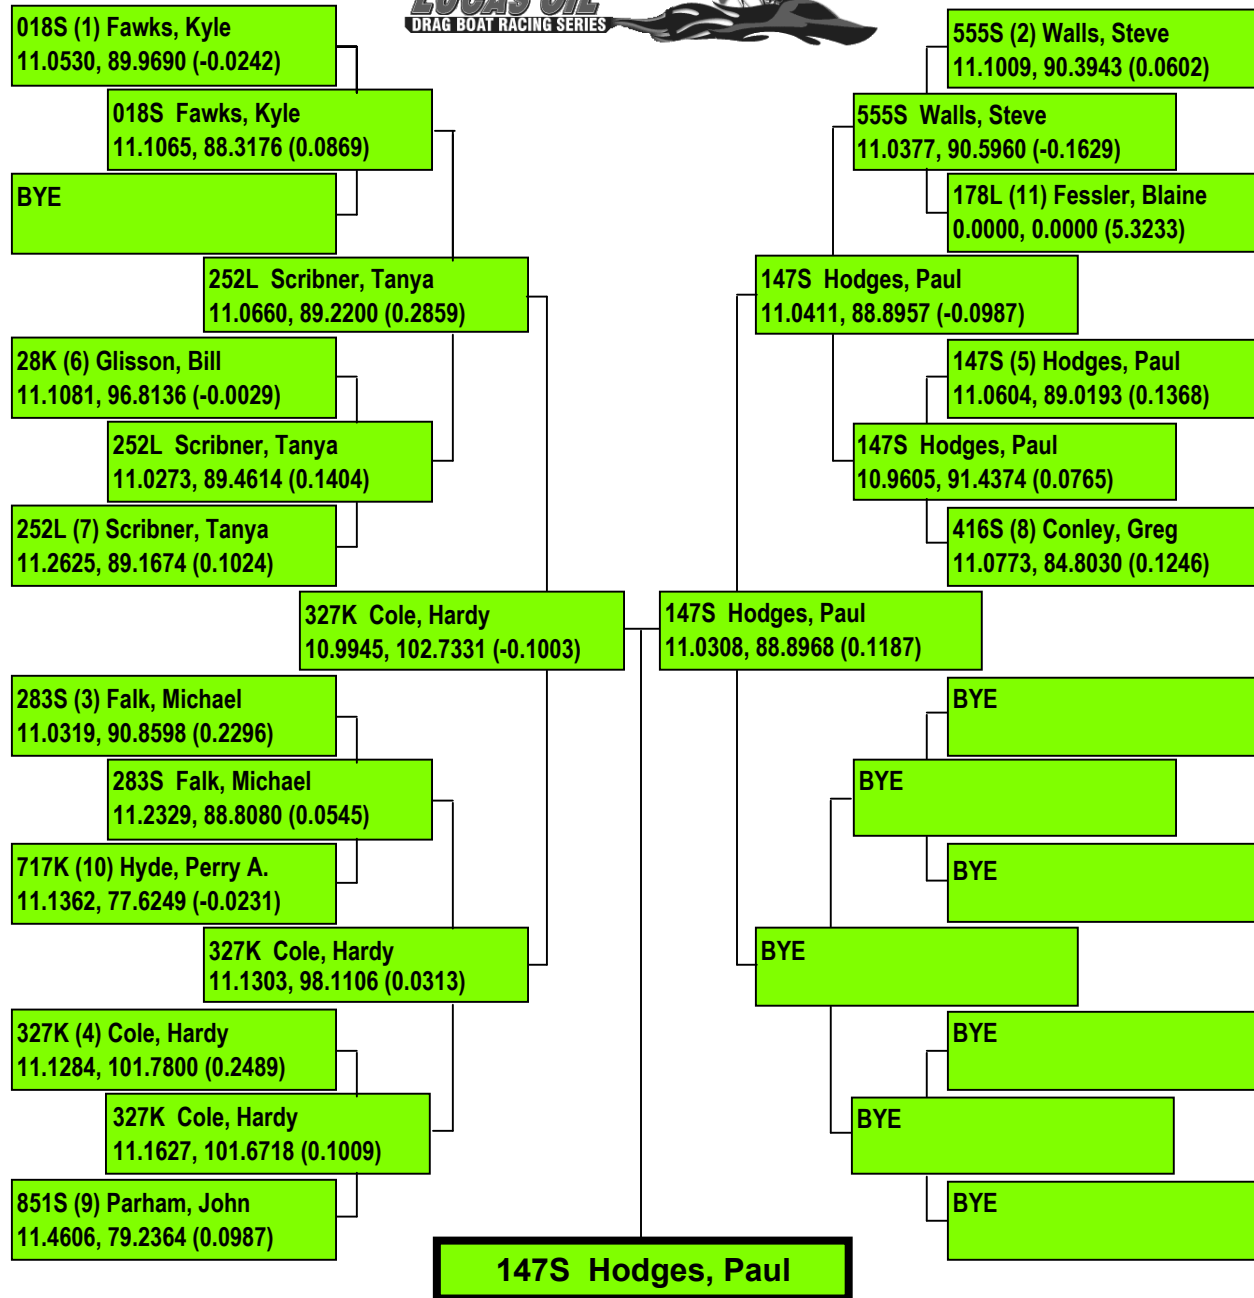 LUCAS OIL
DRAG BOAT RACING SERIES
018S (1) Fawks, Kyle
11.0530, 89.9690 (-0.0242)
018S Fawks, Kyle
11.1065, 88.3176 (0.0869)
BYE
252L Scribner, Tanya
11.0660, 89.2200 (0.2859)
28K (6) Glisson, Bill
11.1081, 96.8136 (-0.0029)
252L Scribner, Tanya
11.0273, 89.4614 (0.1404)
252L (7) Scribner, Tanya
11.2625, 89.1674 (0.1024)
327K Cole, Hardy
10.9945, 102.7331 (-0.1003)
283S (3) Falk, Michael
11.0319, 90.8598 (0.2296)
283S Falk, Michael
11.2329, 88.8080 (0.0545)
717K (10) Hyde, Perry A.
11.1362, 77.6249 (-0.0231)
327K Cole, Hardy
11.1303, 98.1106 (0.0313)
327K (4) Cole, Hardy
11.1284, 101.7800 (0.2489)
327K Cole, Hardy
11.1627, 101.6718 (0.1009)
851S (9) Parham, John
11.4606, 79.2364 (0.0987)
555S (2) Walls, Steve
11.1009, 90.3943 (0.0602)
555S Walls, Steve
11.0377, 90.5960 (-0.1629)
178L (11) Fessler, Blaine
0.0000, 0.0000 (5.3233)
147S Hodges, Paul
11.0411, 88.8957 (-0.0987)
147S (5) Hodges, Paul
11.0604, 89.0193 (0.1368)
147S Hodges, Paul
10.9605, 91.4374 (0.0765)
416S (8) Conley, Greg
11.0773, 84.8030 (0.1246)
147S Hodges, Paul
11.0308, 88.8968 (0.1187)
BYE
BYE
BYE
BYE
BYE
BYE
BYE
147S Hodges, Paul